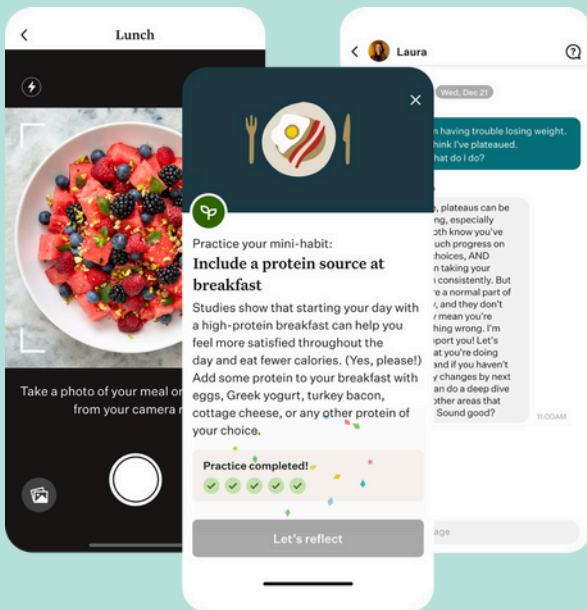 Lunch
Take a photo of your meal or
from your camera
Practice your mini-habit:
Include a protein source at
breakfast
Studies show that starting your day with
a high-protein breakfast can help you
feel more satisfied throughout the
day and eat fewer calories. (Yes, please!)
Add some protein to your breakfast with
eggs, Greek yogurt, turkey bacon,
cottage cheese, or any other protein of
your choice.
Practice completed!
Let's reflect
Laura
?
Wed, Dec 21
having trouble losing weight.
think I've plateaued.
What do I do?
plateaus can be
especially
both know you've
such progress on
choices, AND
taking your
consistently. But
a normal part of
and they don't
mean you're
wrong. I'm
support you! Let's
at you're doing
and if you haven't
changes by next
can do a deep dive
other areas that
Sound good?
11:00AM